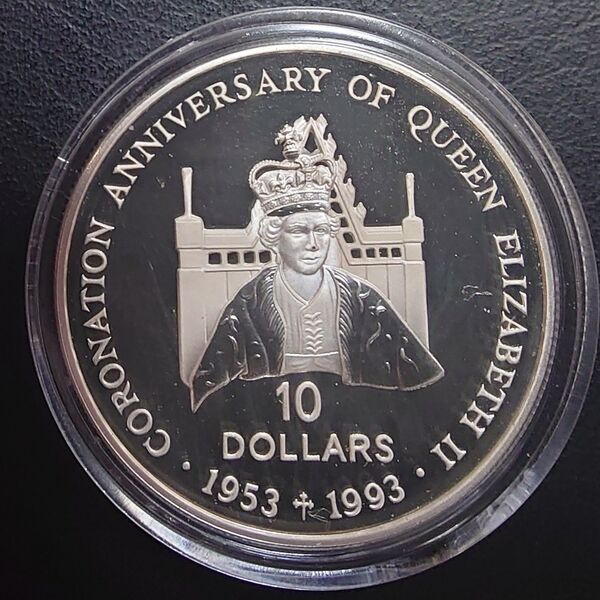 · CORONATION ANNIVERSARY OF QUEEN ELIZABETH II ·
10
DOLLARS
1953 ‡ 1993